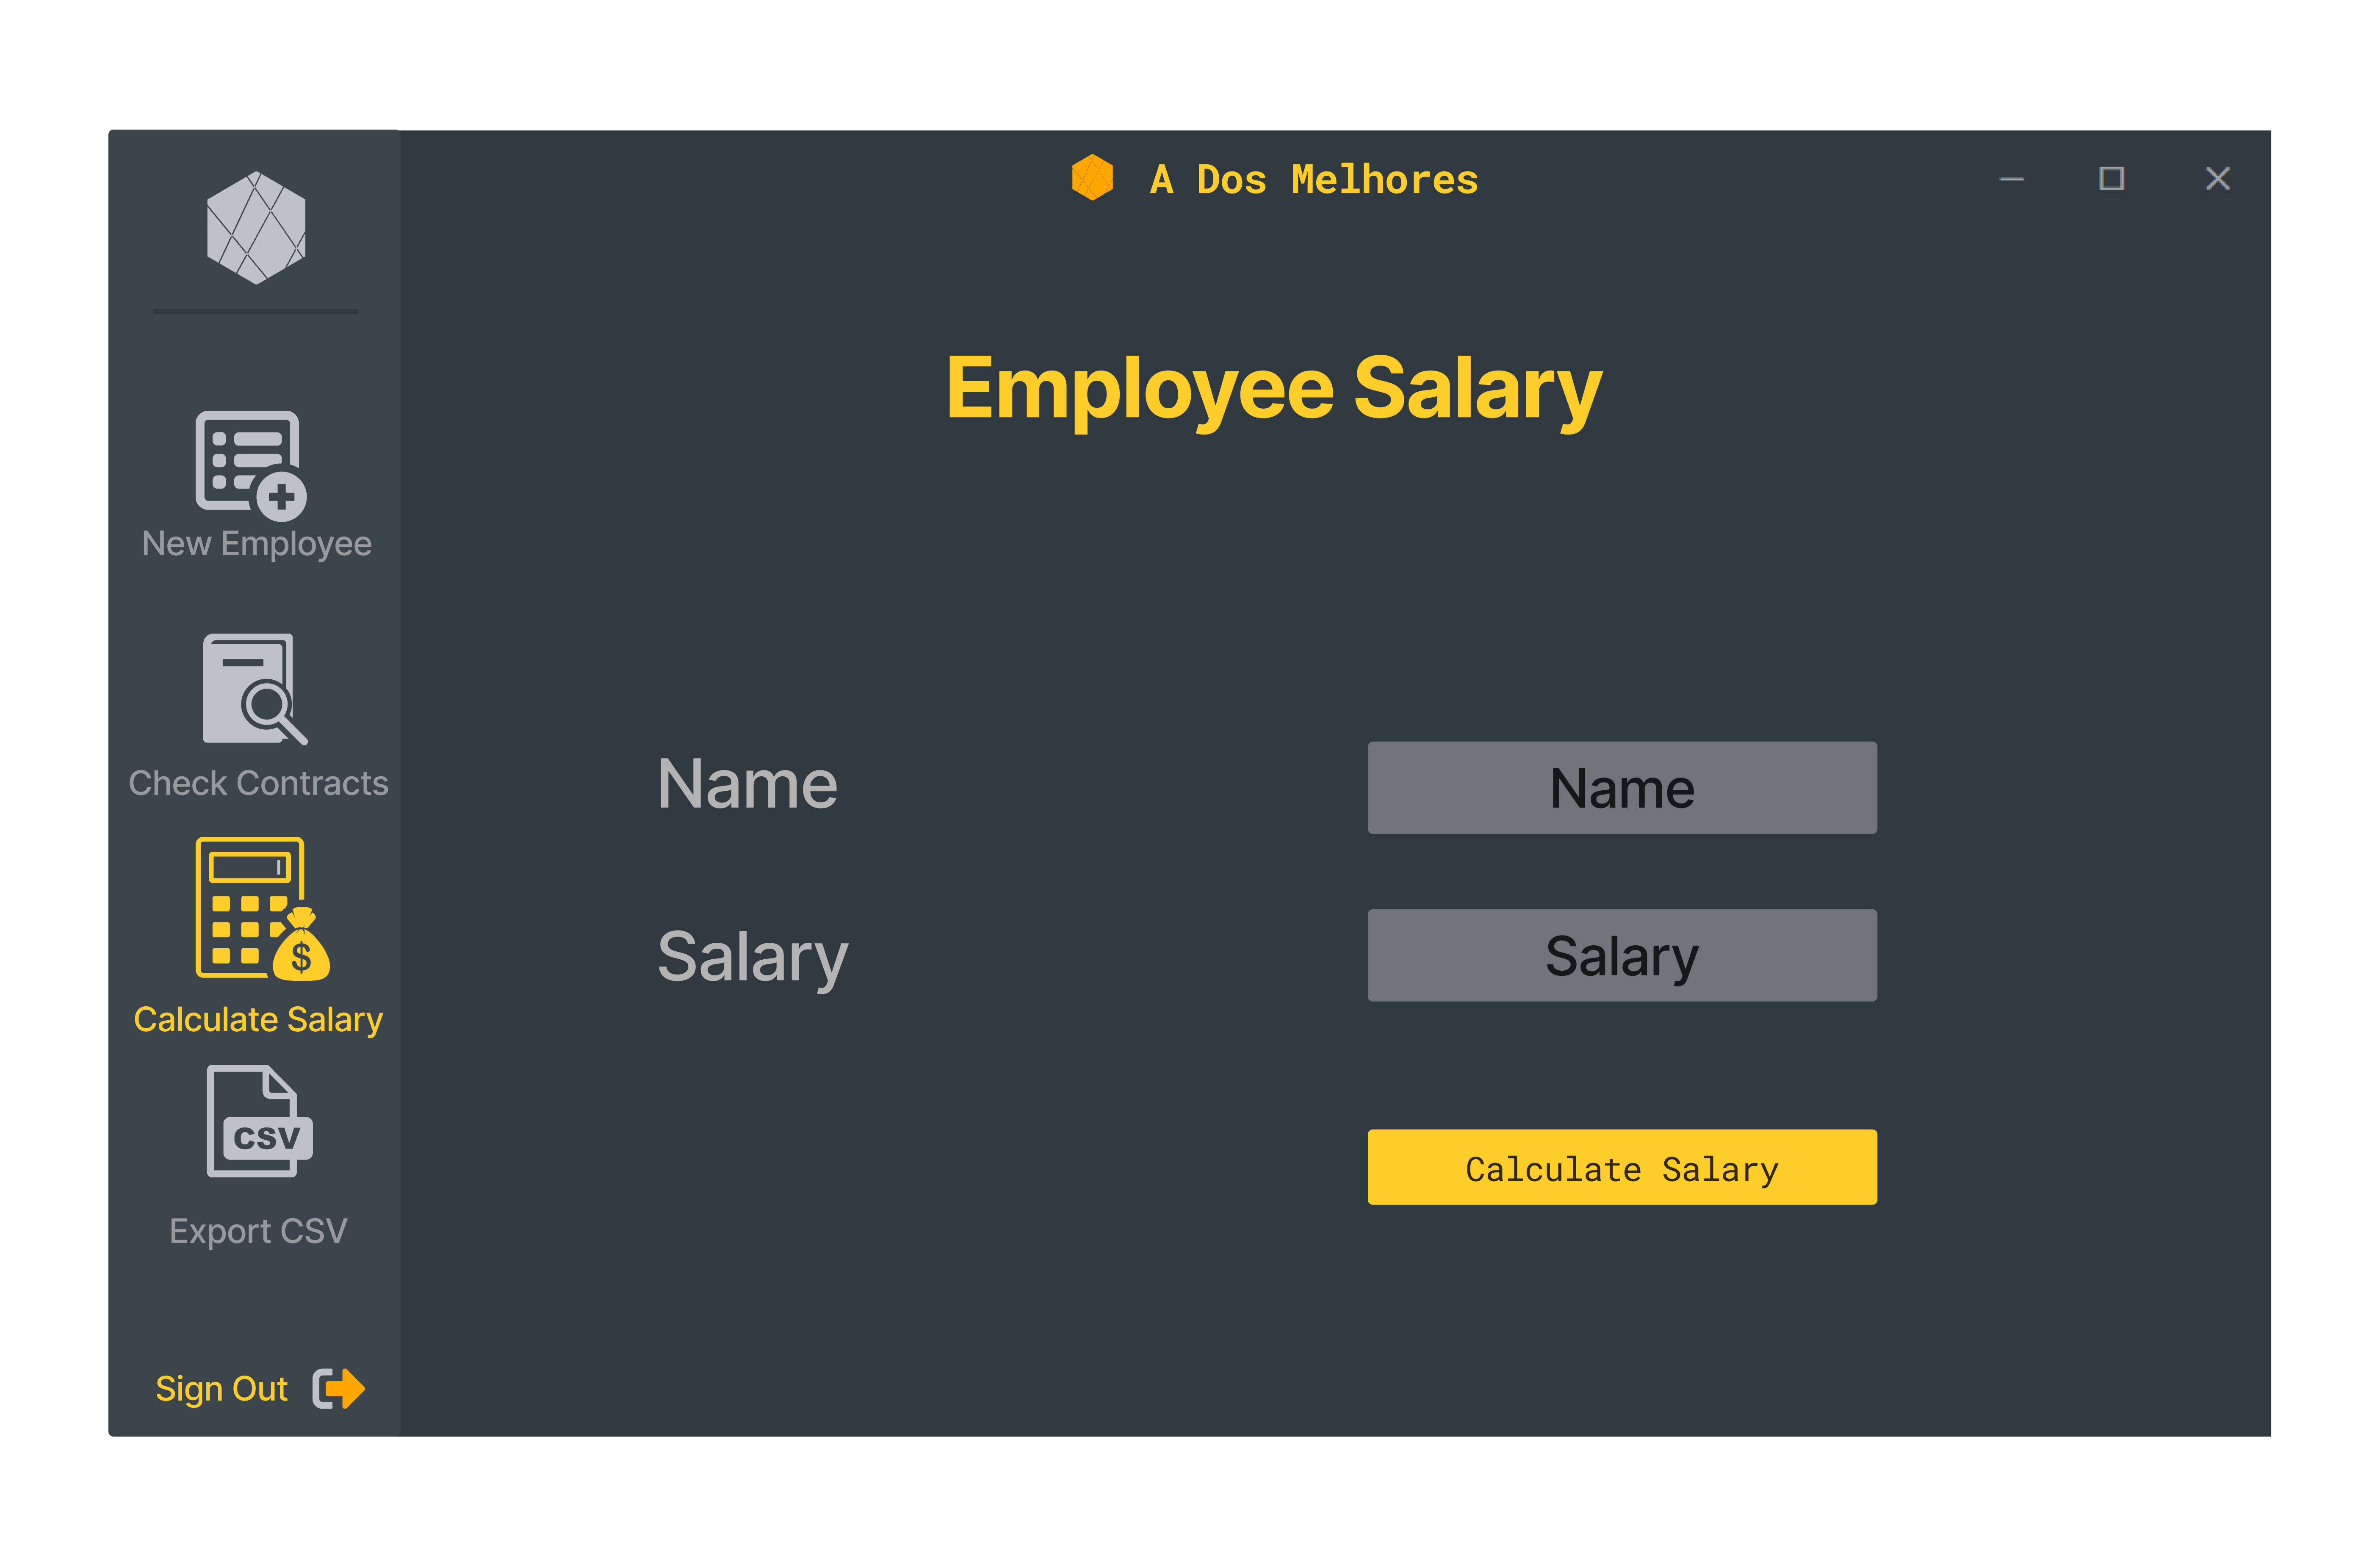 A Dos Melhores
Employee Salary
New Employee
Check Contracts
Calculate Salary
$
CSV
Export CSV
Sign Out
Name
Name
Salary
Salary
Calculate Salary